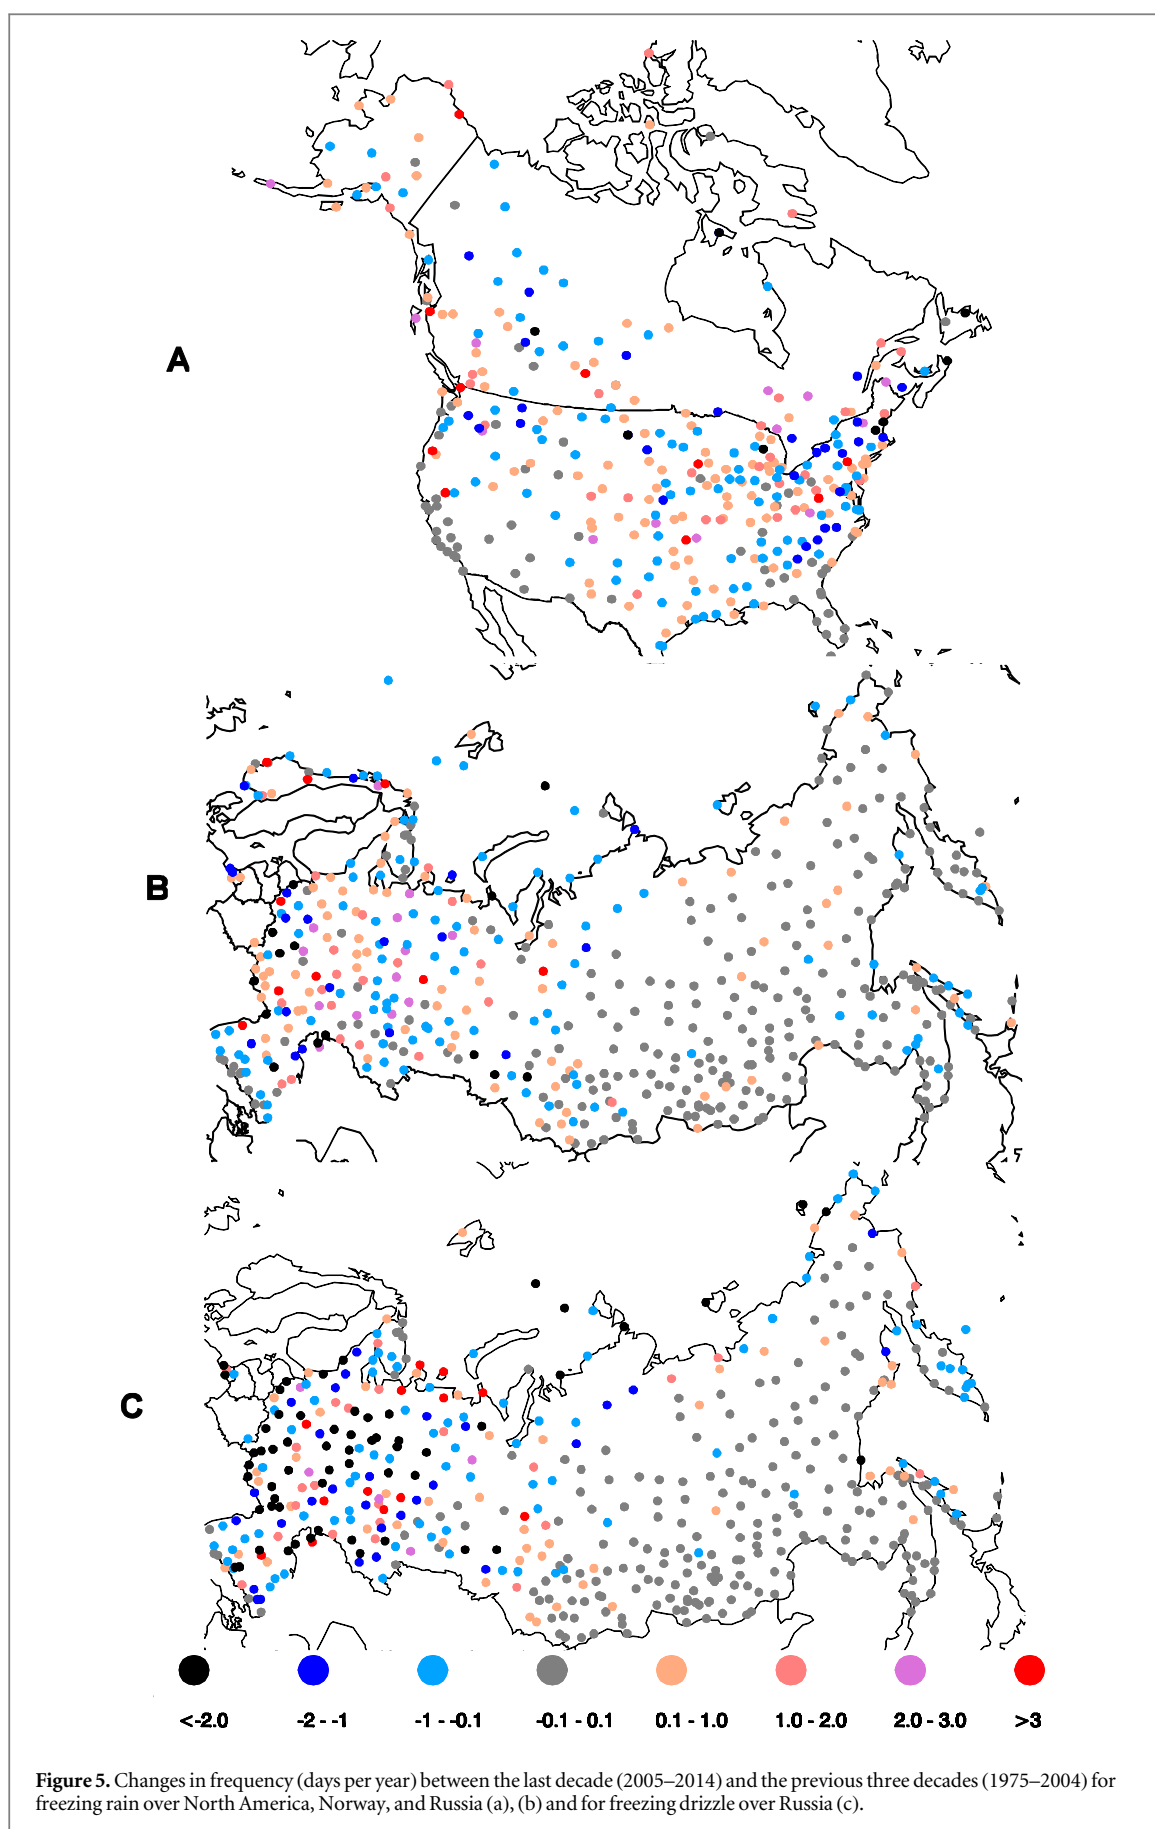 A
B
C
<-2.0 -2 - -1 -1 - -0.1 -0.1 - 0.1 0.1 - 1.0 1.0 - 2.0 2.0 - 3.0 >3
Figure 5. Changes in frequency (days per year) between the last decade (2005–2014) and the previous three decades (1975–2004) for
freezing rain over North America, Norway, and Russia (a), (b) and for freezing drizzle over Russia (c).